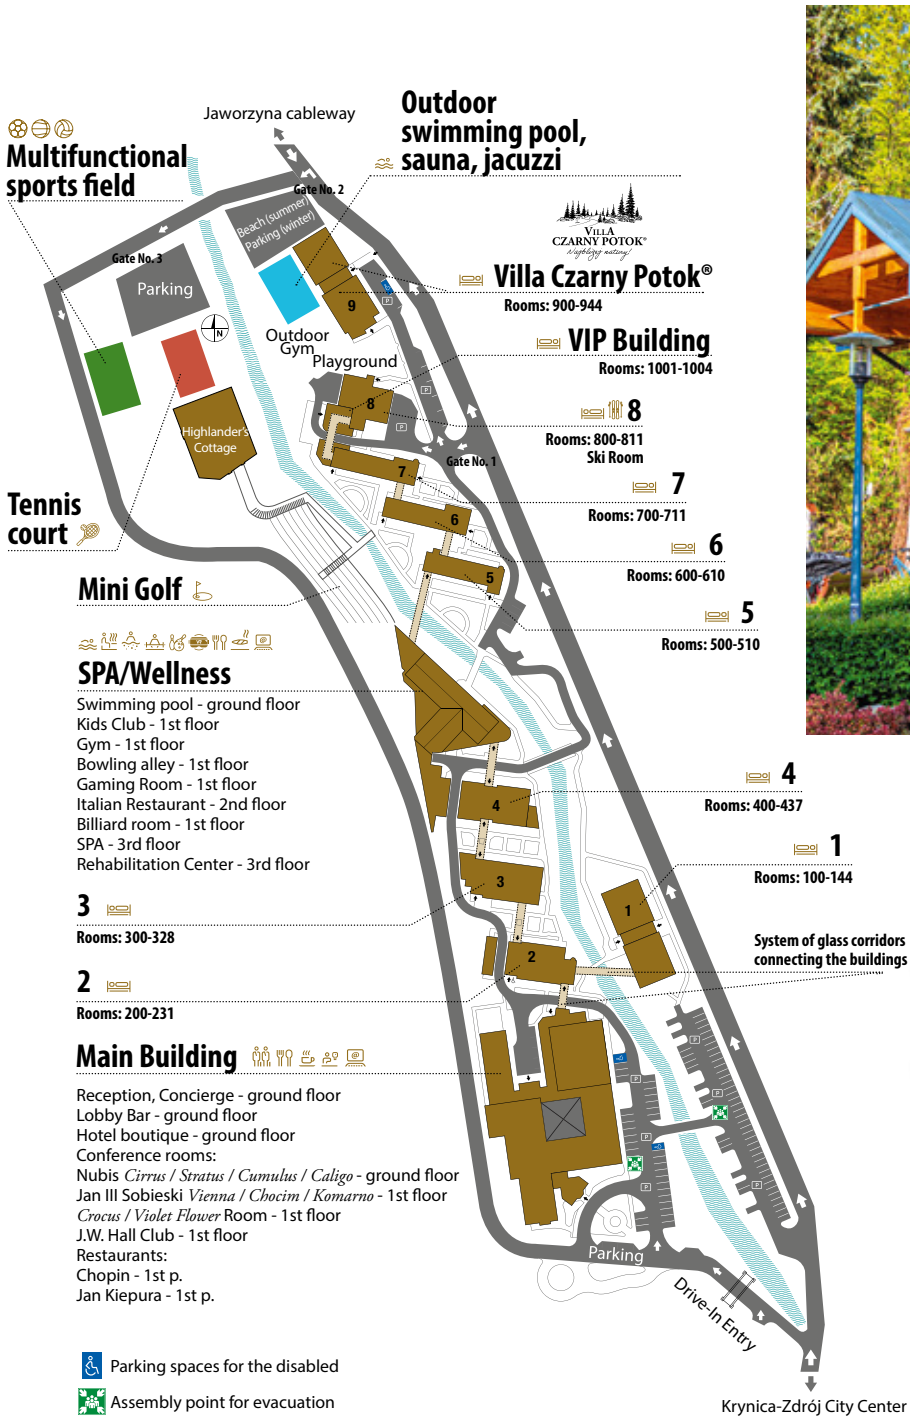 Jaworzyna cableway
Outdoor
swimming pool,
sauna, jacuzzi
Multifunctional
sports field
Gate No. 2
Beach (summer)
Parking (winter)
Gate No. 3
Parking
N
VILLA
CZARNY POTOK®
Najbliżej natury!
Villa Czarny Potok®
Rooms: 900-944
9
Outdoor
Gym
Playground
VIP Building
Rooms: 1001-1004
8
8
Rooms: 800-811
Ski Room
Highlander's
Cottage
Gate No. 1
7
7
Rooms: 700-711
Tennis
court
6
6
Rooms: 600-610
5
Mini Golf
5
Rooms: 500-510
SPA/Wellness
Swimming pool - ground floor
Kids Club - 1st floor
Gym - 1st floor
Bowling alley - 1st floor
Gaming Room - 1st floor
Italian Restaurant - 2nd floor
Billiard room - 1st floor
SPA - 3rd floor
Rehabilitation Center - 3rd floor
4
Rooms: 400-437
4
1
Rooms: 100-144
3
3
Rooms: 300-328
1
System of glass corridors
connecting the buildings
2
2
Rooms: 200-231
Main Building
Reception, Concierge - ground floor
Lobby Bar - ground floor
Hotel boutique - ground floor
Conference rooms:
Nubis Cirrus / Stratus / Cumulus / Caligo - ground floor
Jan III Sobieski Vienna / Chocim / Komarno - 1st floor
Crocus / Violet Flower Room - 1st floor
J.W. Hall Club - 1st floor
Restaurants:
Chopin - 1st p.
Jan Kiepura - 1st p.
P
P
P
P
P
P
P
P
P
Parking
Drive-In Entry
Parking spaces for the disabled
Assembly point for evacuation
Krynica-Zdrój City Center